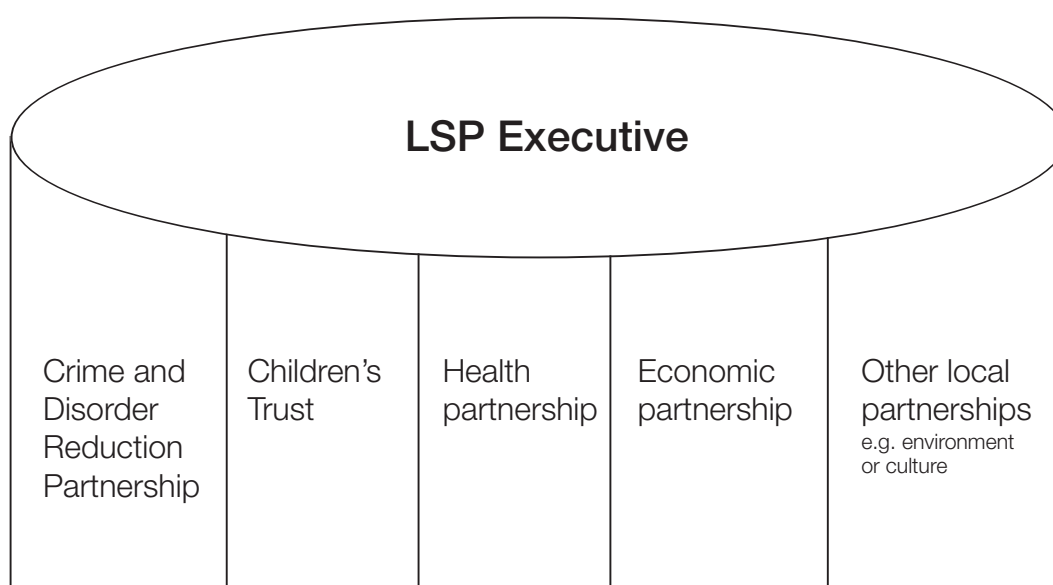 LSP Executive
Crime and
Disorder
Reduction
Partnership
Children’s
Trust
Health
partnership
Economic
partnership
Other local
partnerships
e.g. environment
or culture